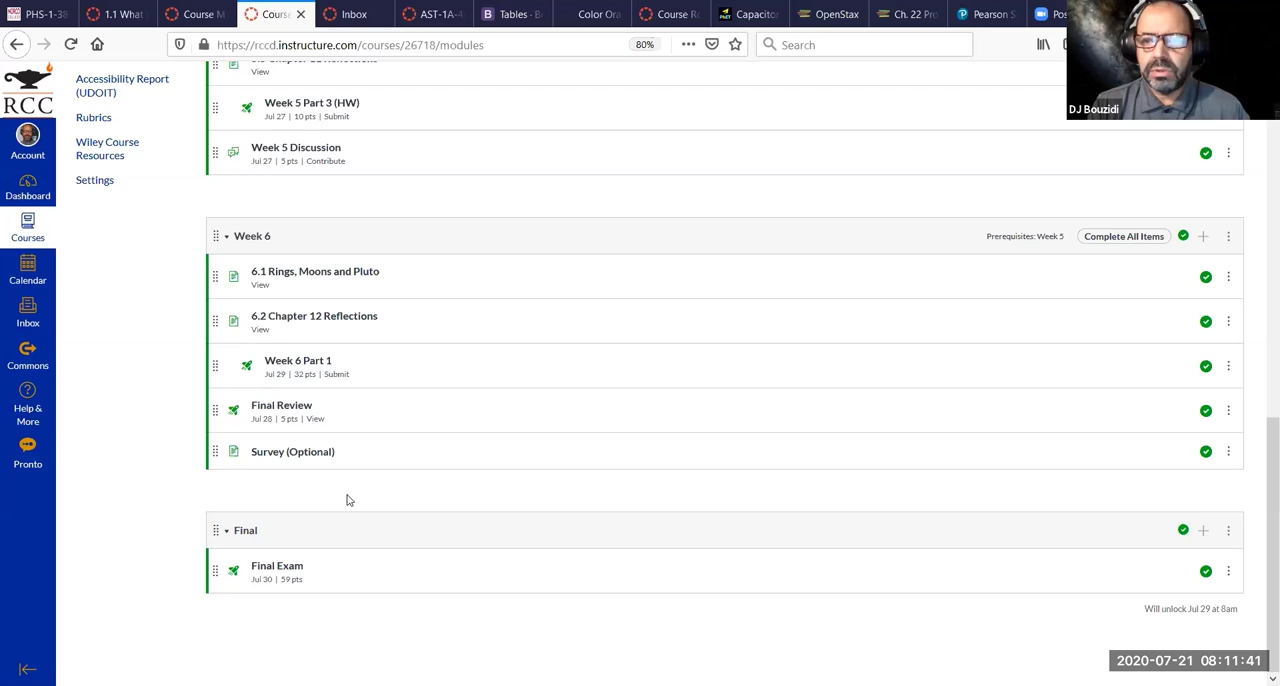 PHS-1-38
1.1 What
Course M
Cours
Inbox
AST-1A-4
Tables · B
Color Ora
Course R
Capacitor
OpenStax
Ch. 22 Pro
Pearson S
Pos
https://rccd.instructure.com/courses/26718/modules
80%
Search
DJ Bouzidi
RCC
Account
Dashboard
Courses
Calendar
Inbox
Commons
Help &
More
Pronto
Accessibility Report
(UDOIT)
Rubrics
Wiley Course
Resources
Settings
View
Week 5 Part 3 (HW)
Jul 27 | 10 pts | Submit
Week 5 Discussion
Jul 27 | 5 pts | Contribute
Week 6
Prerequisites: Week 5
Complete All Items
6.1 Rings, Moons and Pluto
View
6.2 Chapter 12 Reflections
View
Week 6 Part 1
Jul 29 | 32 pts | Submit
Final Review
Jul 28 | 5 pts | View
Survey (Optional)
Final
Final Exam
Jul 30 | 59 pts
Will unlock Jul 29 at 8am
2020-07-21 08:11:41